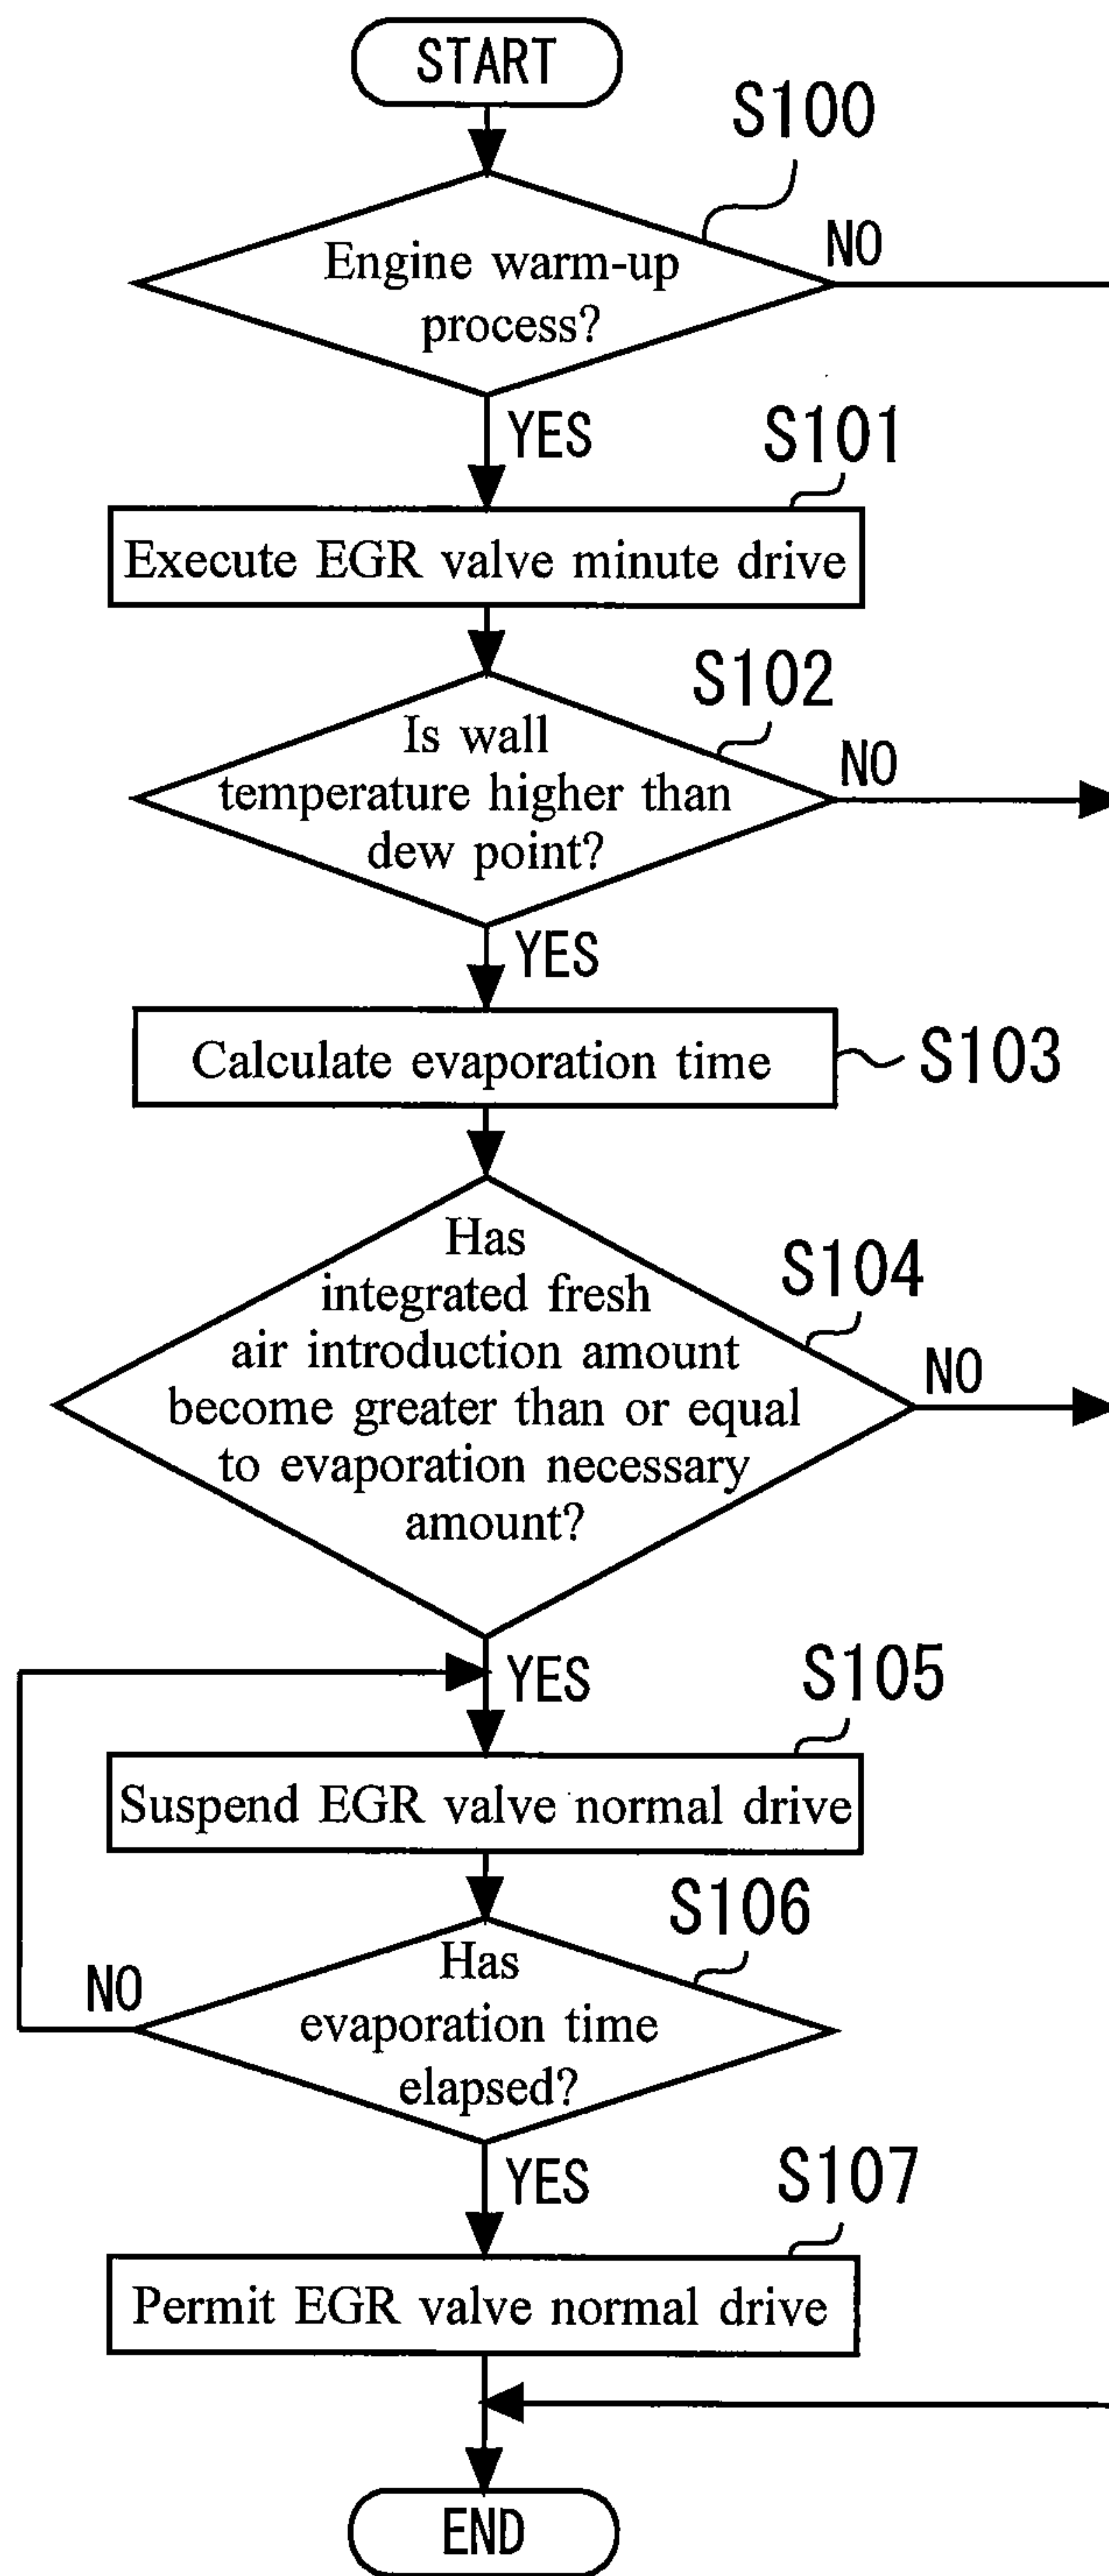 START
S100
Engine warm-up
process?
NO
YES
S101
Execute EGR valve minute drive
S102
Is wall
temperature higher than
dew point?
NO
YES
Calculate evaporation time
S103
Has
integrated fresh
air introduction amount
become greater than or equal
to evaporation necessary
amount?
S104
NO
YES
S105
Suspend EGR valve normal drive
S106
Has
evaporation time
elapsed?
NO
YES
S107
Permit EGR valve normal drive
END